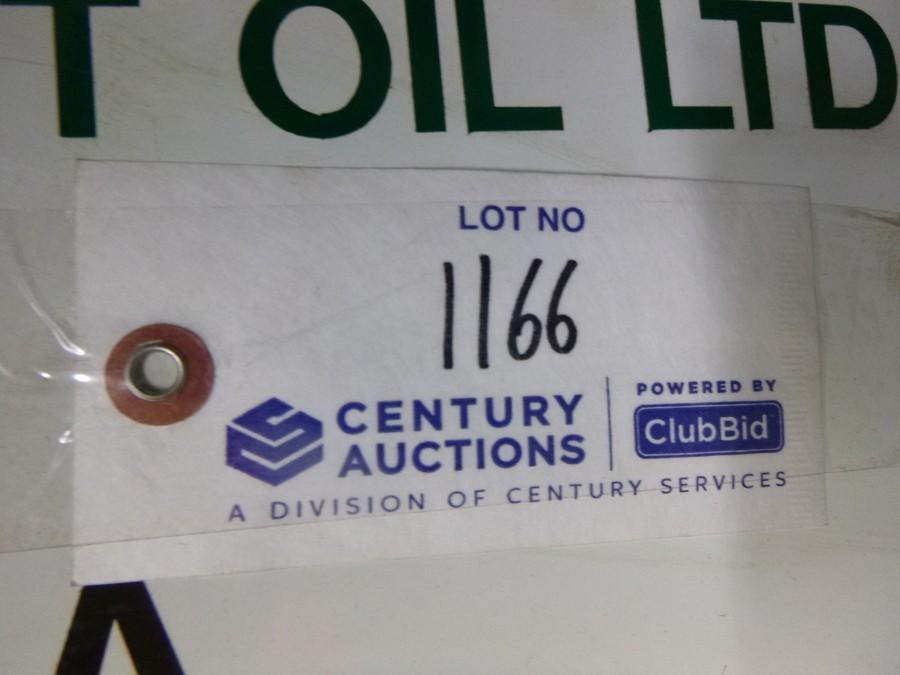 T OIL LTD
LOT NO
1166
CENTURY
AUCTIONS
POWERED BY
ClubBid
A DIVISION OF CENTURY SERVICES